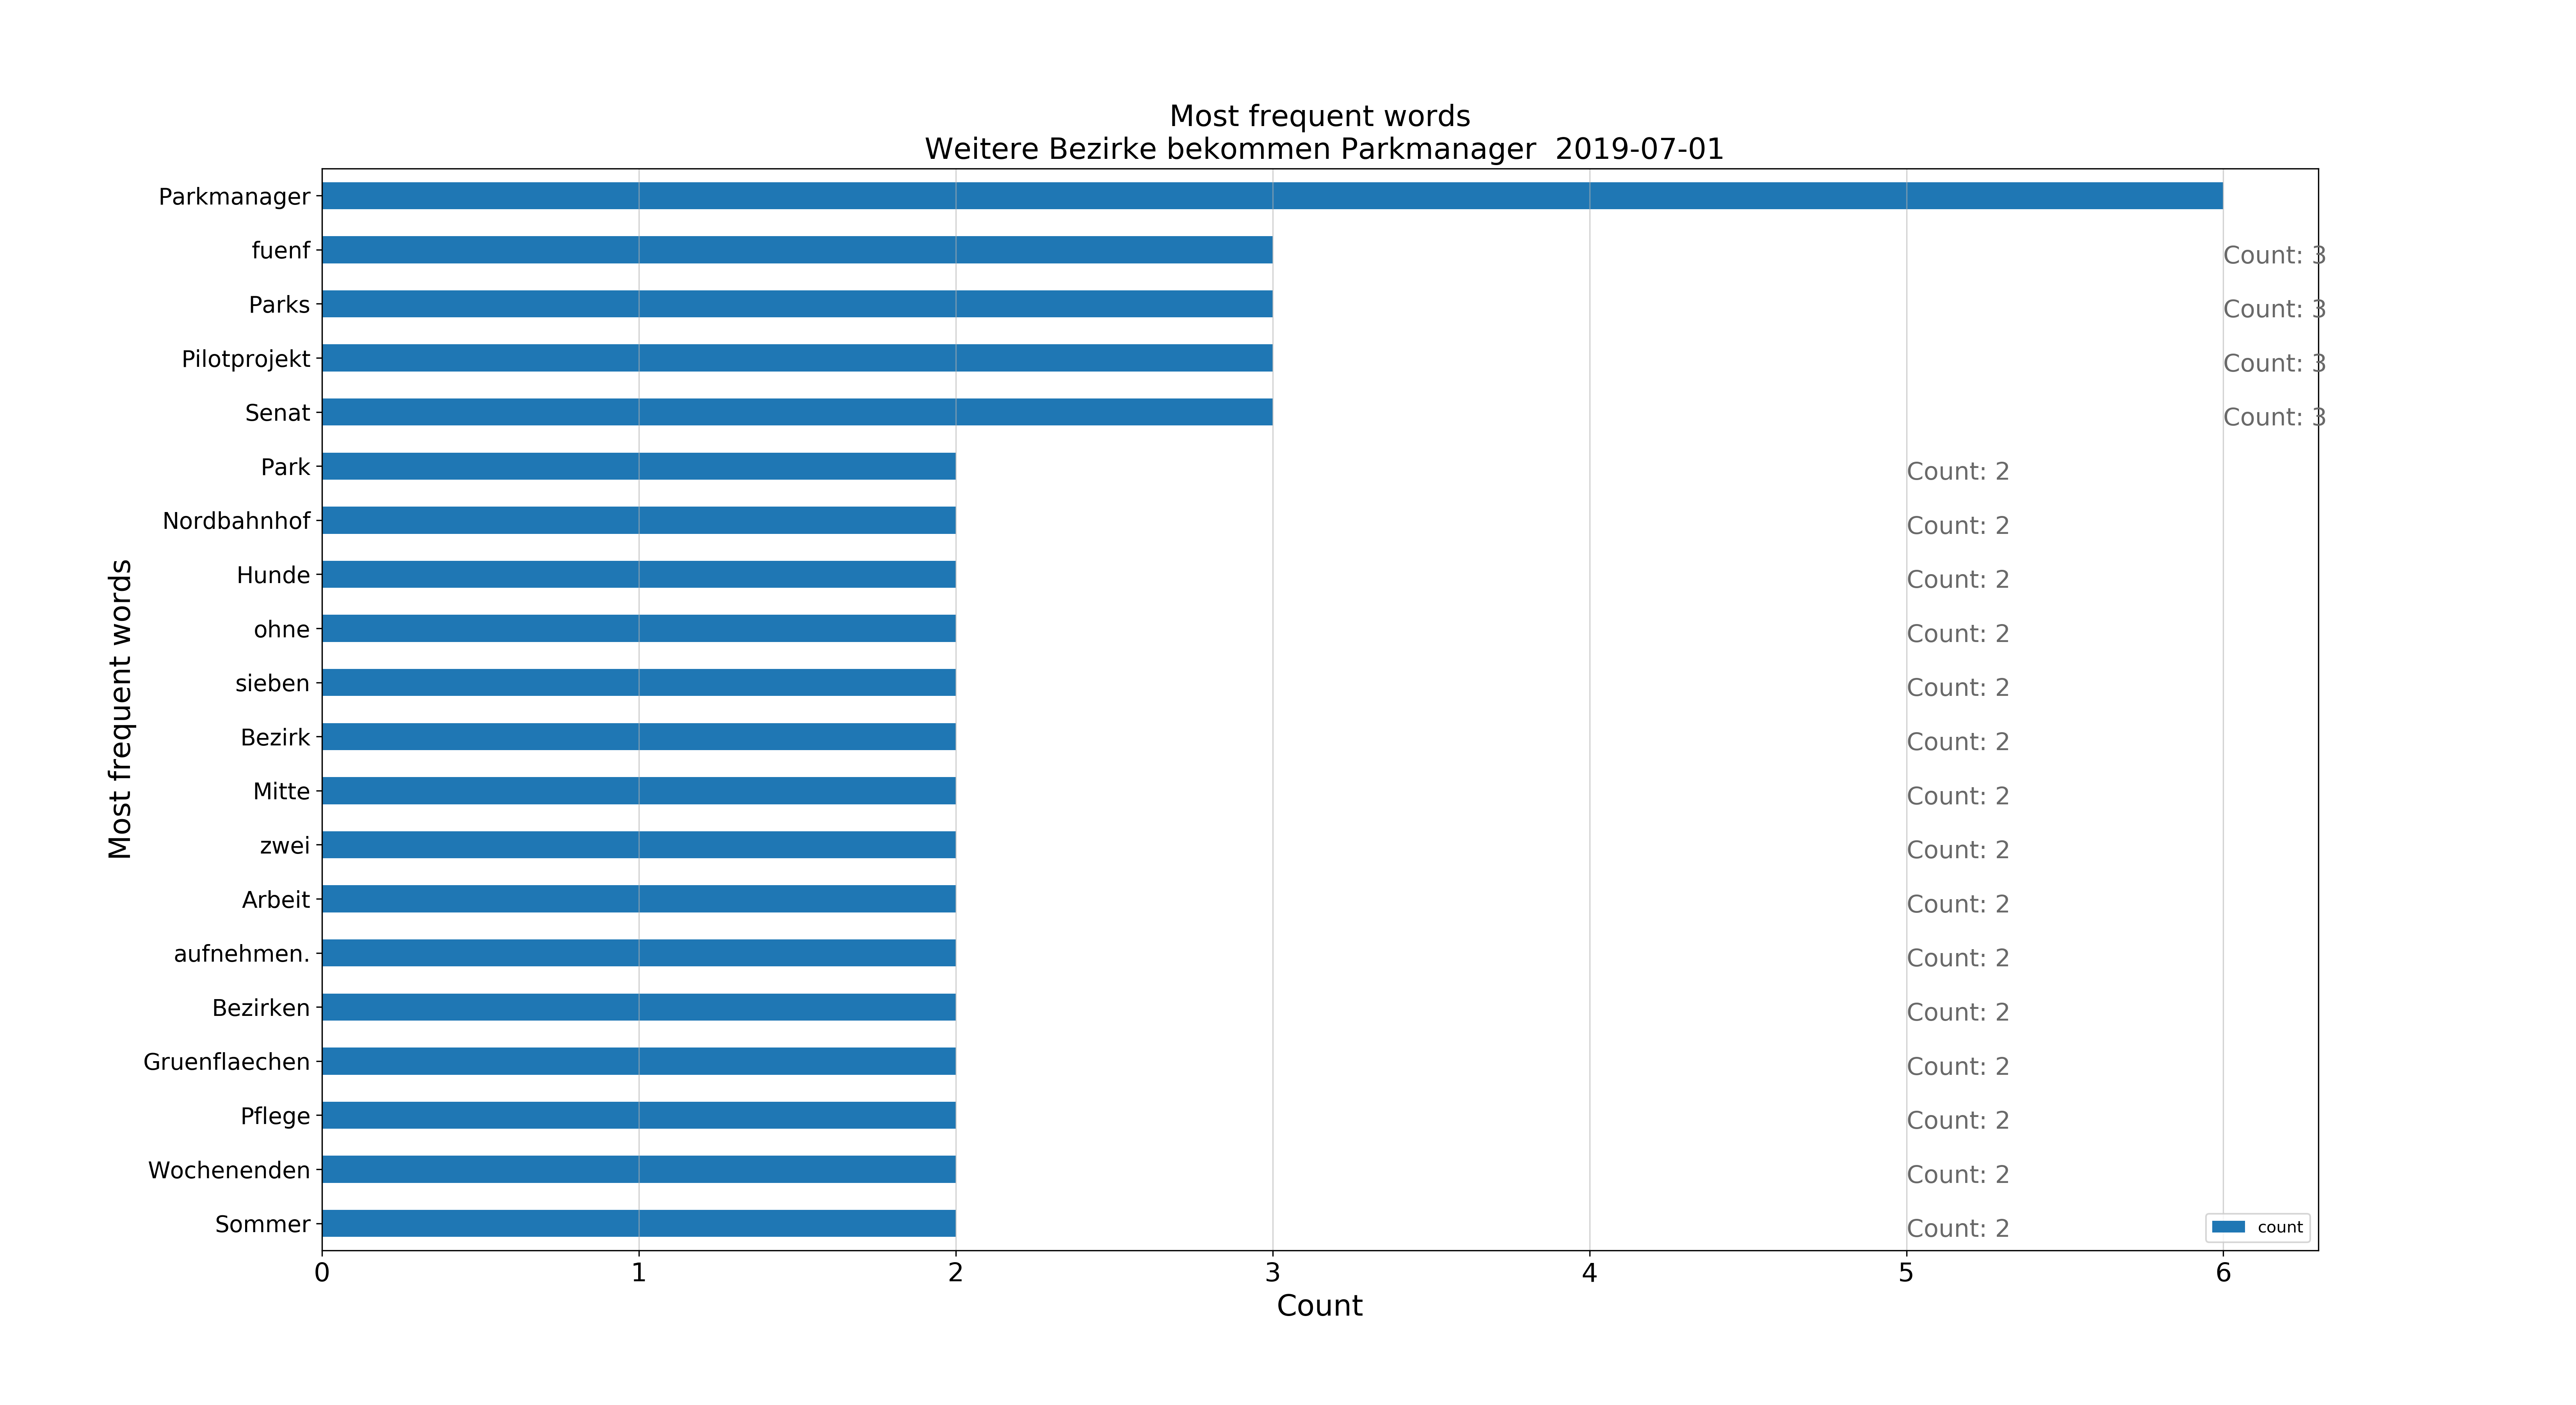 Most frequent words
Weitere Bezirke bekommen Parkmanager  2019-07-01
Most frequent words
Parkmanager
fuenf Count: 3
Parks Count: 3
Pilotprojekt Count: 3
Senat Count: 3
Park Count: 2
Nordbahnhof Count: 2
Hunde Count: 2
ohne Count: 2
sieben Count: 2
Bezirk Count: 2
Mitte Count: 2
zwei Count: 2
Arbeit Count: 2
aufnehmen. Count: 2
Bezirken Count: 2
Gruenflaechen Count: 2
Pflege Count: 2
Wochenenden Count: 2
Sommer Count: 2
count
0 1 2 3 4 5 6
Count